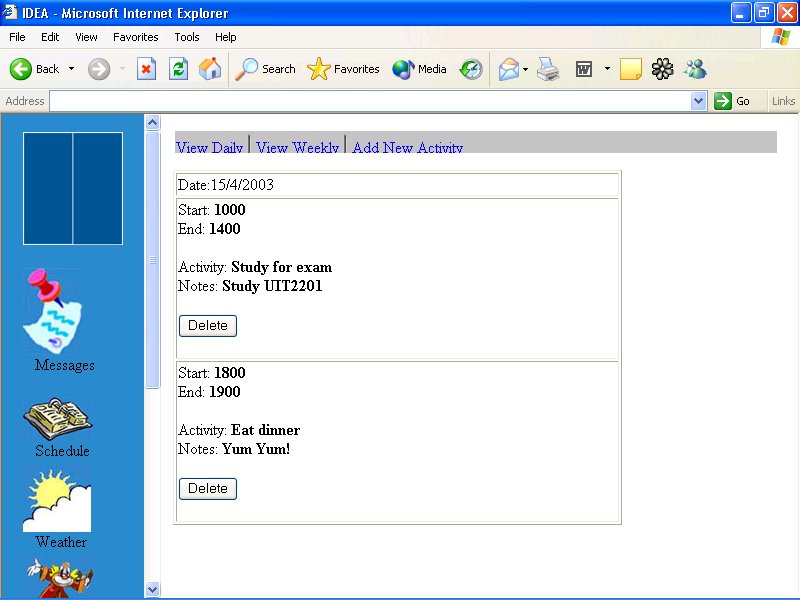 IDEA - Microsoft Internet Explorer
File Edit View Favorites Tools Help
Back Search Favorites Media W
Address Go Links
View Daily | View Weekly | Add New Activity
Date:15/4/2003
Start: 1000
End: 1400
Activity: Study for exam
Notes: Study UIT2201
Delete
Start: 1800
End: 1900
Activity: Eat dinner
Notes: Yum Yum!
Delete
Messages
Schedule
Weather